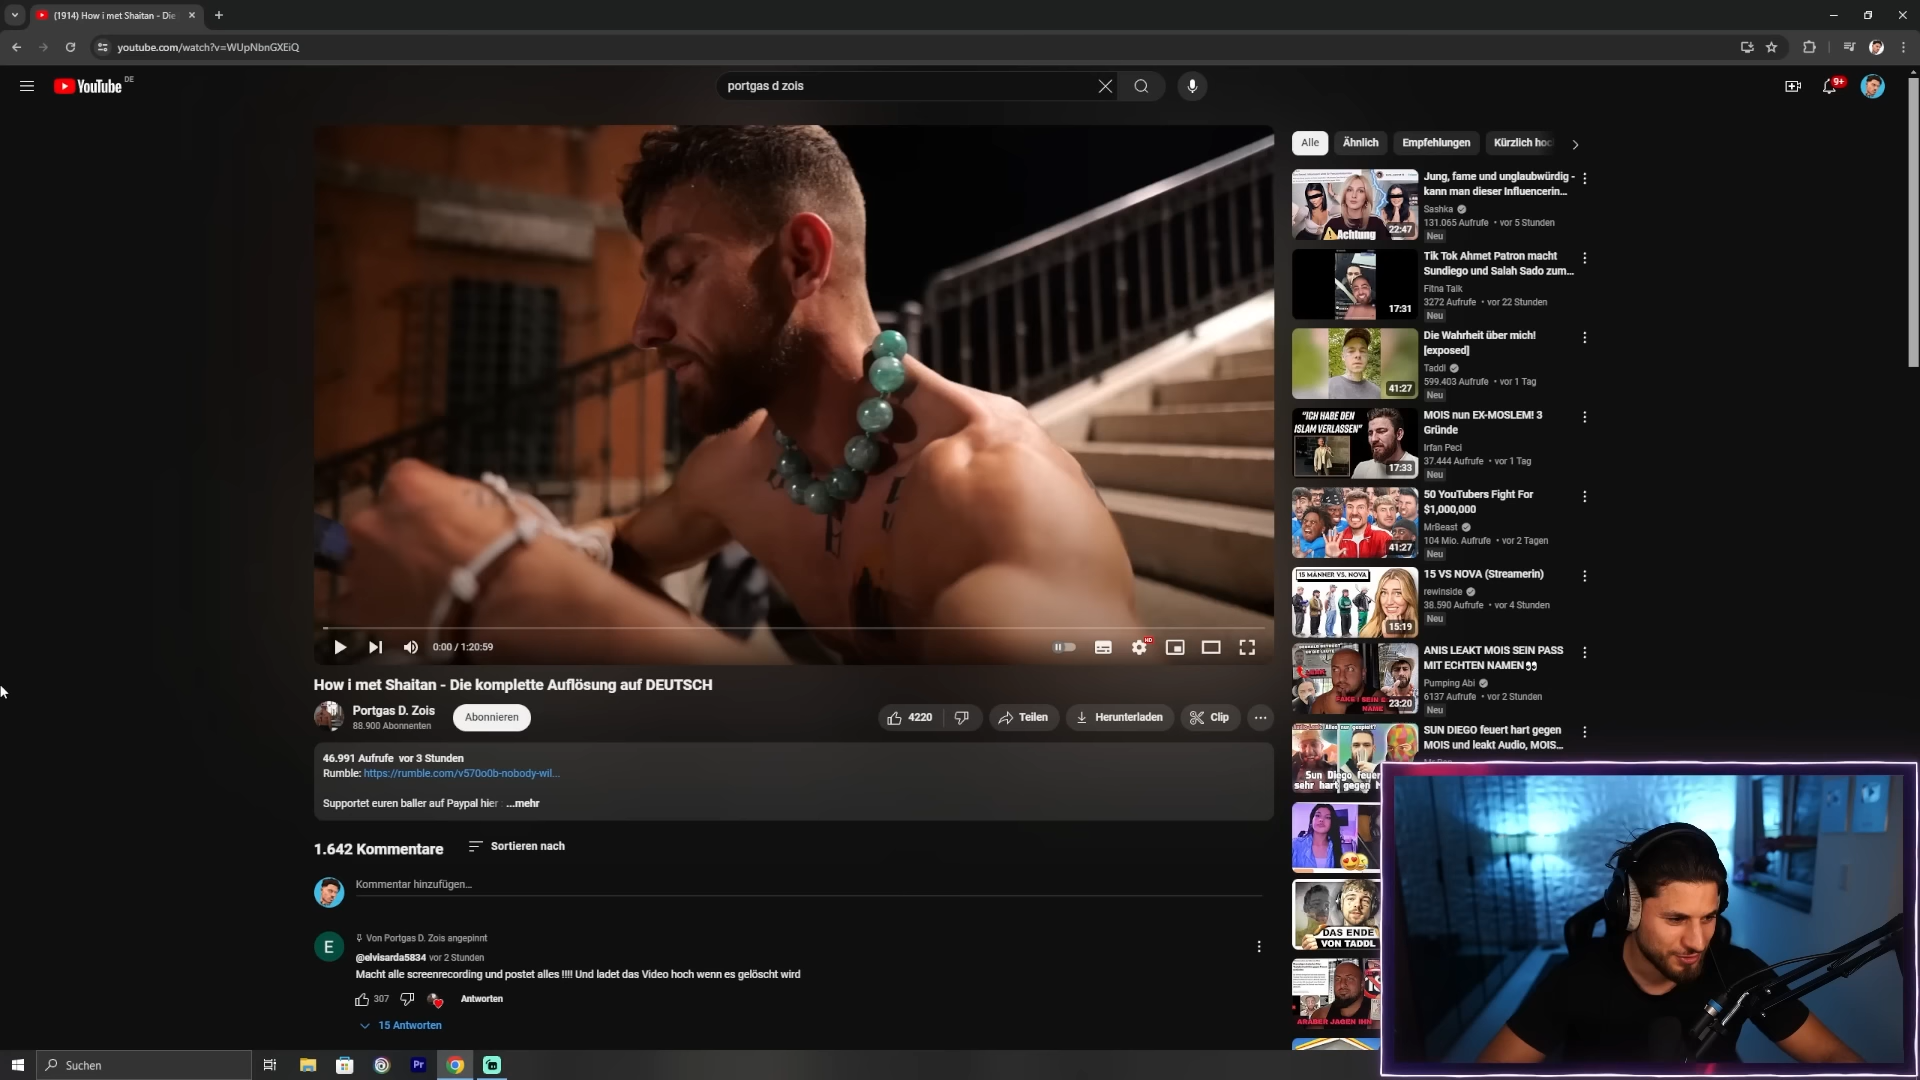 (1914) How i met Shaitan - Die
youtube.com/watch?v=WUpNbnGXEiQ
YouTube DE
portgas d zois
9+
0:00 / 1:20:59
HD
How i met Shaitan - Die komplette Auflösung auf DEUTSCH
Portgas D. Zois
88.900 Abonnenten
Abonnieren
4220
Teilen
Herunterladen
Clip
46.991 Aufrufe vor 3 Stunden
Rumble: https://rumble.com/v570o0b-nobody-wil...
Supportet euren baller auf Paypal hier ...mehr
1.642 Kommentare
Sortieren nach
Kommentar hinzufügen...
E
Von Portgas D. Zois angepinnt
@elvisarda5834 vor 2 Stunden
Macht alle screenrecording und postet alles !!!! Und ladet das Video hoch wenn es gelöscht wird
307
Antworten
15 Antworten
Alle
Ähnlich
Empfehlungen
Kürzlich hoc
Achtung
22:47
Jung, fame und unglaubwürdig -
kann man dieser Influencerin...
Sashka
131.065 Aufrufe • vor 5 Stunden
Neu
17:31
Tik Tok Ahmet Patron macht
Sundiego und Salah Sado zum...
Fitna Talk
3272 Aufrufe • vor 22 Stunden
Neu
41:27
Die Wahrheit über mich!
[exposed]
Taddl
599.403 Aufrufe • vor 1 Tag
Neu
"ICH HABE DEN
ISLAM VERLASSEN"
17:33
MOIS nun EX-MOSLEM! 3
Gründe
Irfan Peci
37.444 Aufrufe • vor 1 Tag
Neu
41:27
50 YouTubers Fight For
$1,000,000
MrBeast
104 Mio. Aufrufe • vor 2 Tagen
Neu
15 MÄNNER VS. NOVA
15:19
15 VS NOVA (Streamerin)
rewinside
38.590 Aufrufe • vor 4 Stunden
Neu
23:20
ANIS LEAKT MOIS SEIN PASS
MIT ECHTEN NAMEN
Pumping Abi
6137 Aufrufe • vor 2 Stunden
Neu
Sun Diego feuer
sehr hart gegen M
SUN DIEGO feuert hart gegen
MOIS und leakt Audio, MOIS...
DAS ENDE
VON TADDL
ARABER JAGEN IHN
Suchen
Pr